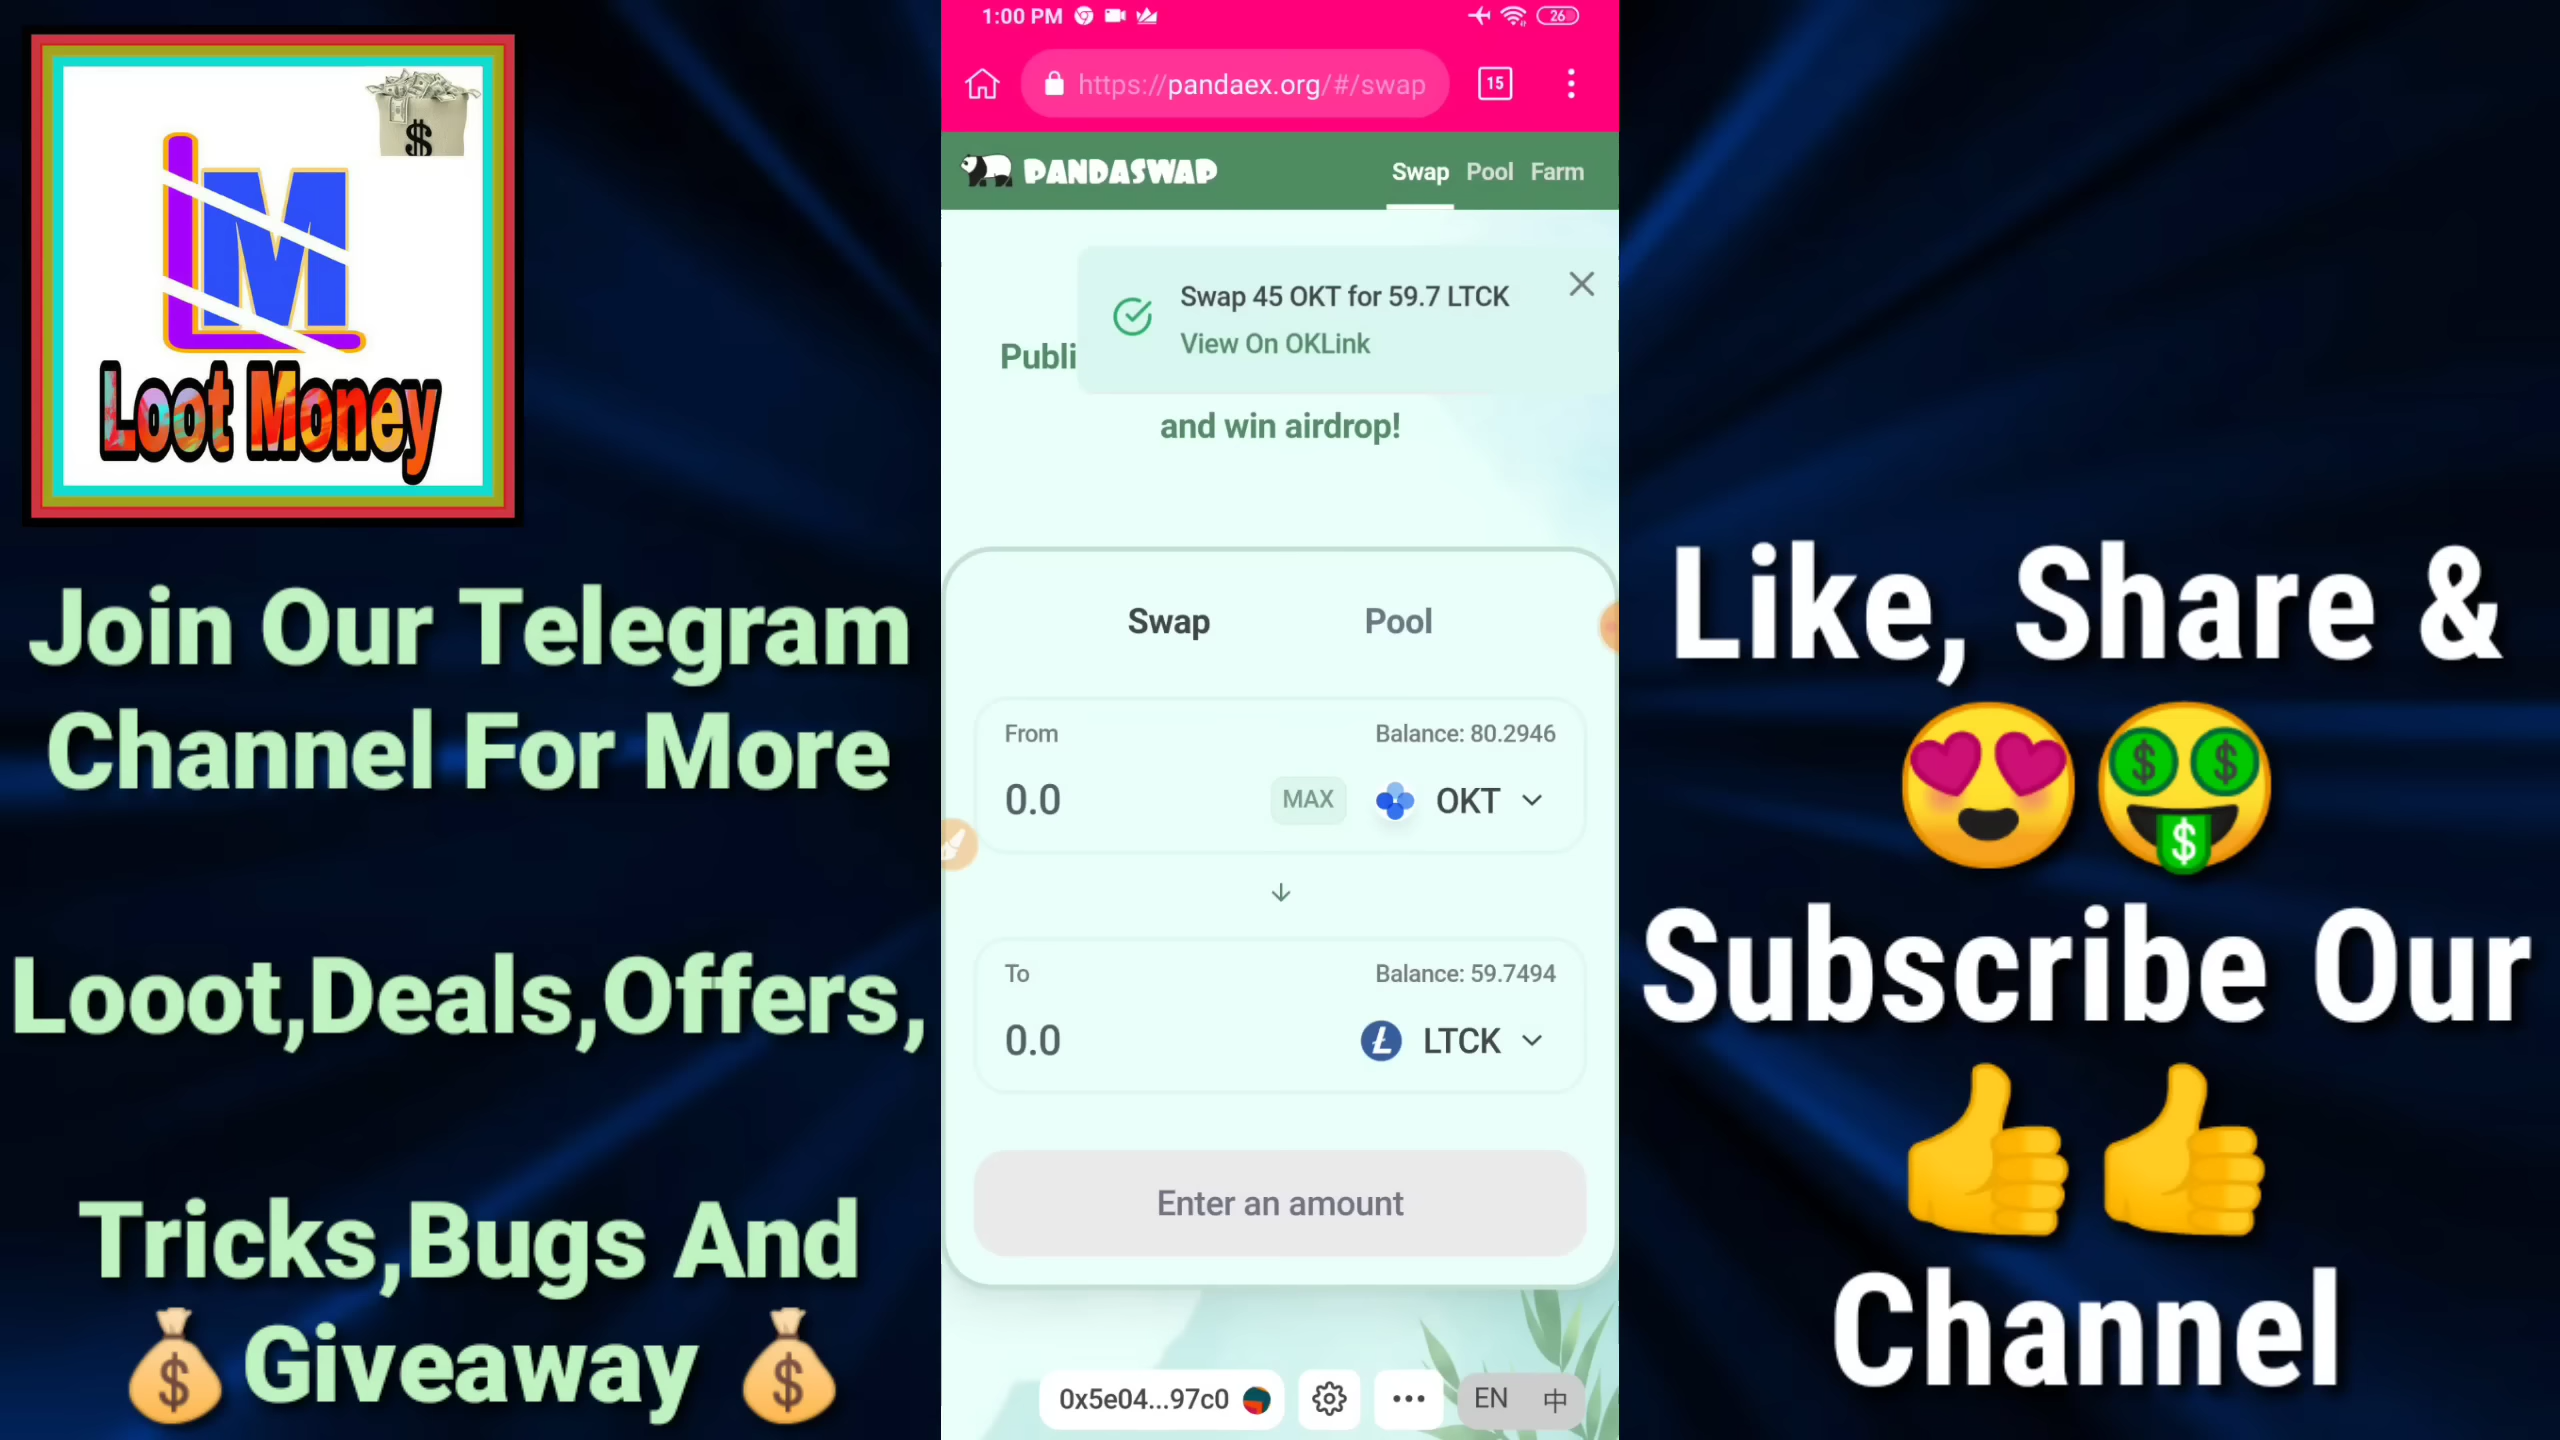 $
LM
Loot Money
Join Our Telegram
Channel For More
Looot,Deals,Offers,
Tricks,Bugs And
Giveaway
1:00 PM
26
https://pandaex.org/#/swap
15
PANDASWAP
Swap Pool Farm
Swap 45 OKT for 59.7 LTCK
View On OKLink
Publi
and win airdrop!
Swap Pool
From Balance: 80.2946
0.0 MAX OKT
To Balance: 59.7494
0.0 LTCK
Enter an amount
0x5e04...97c0 EN 中
Like, Share &
Subscribe Our
Channel